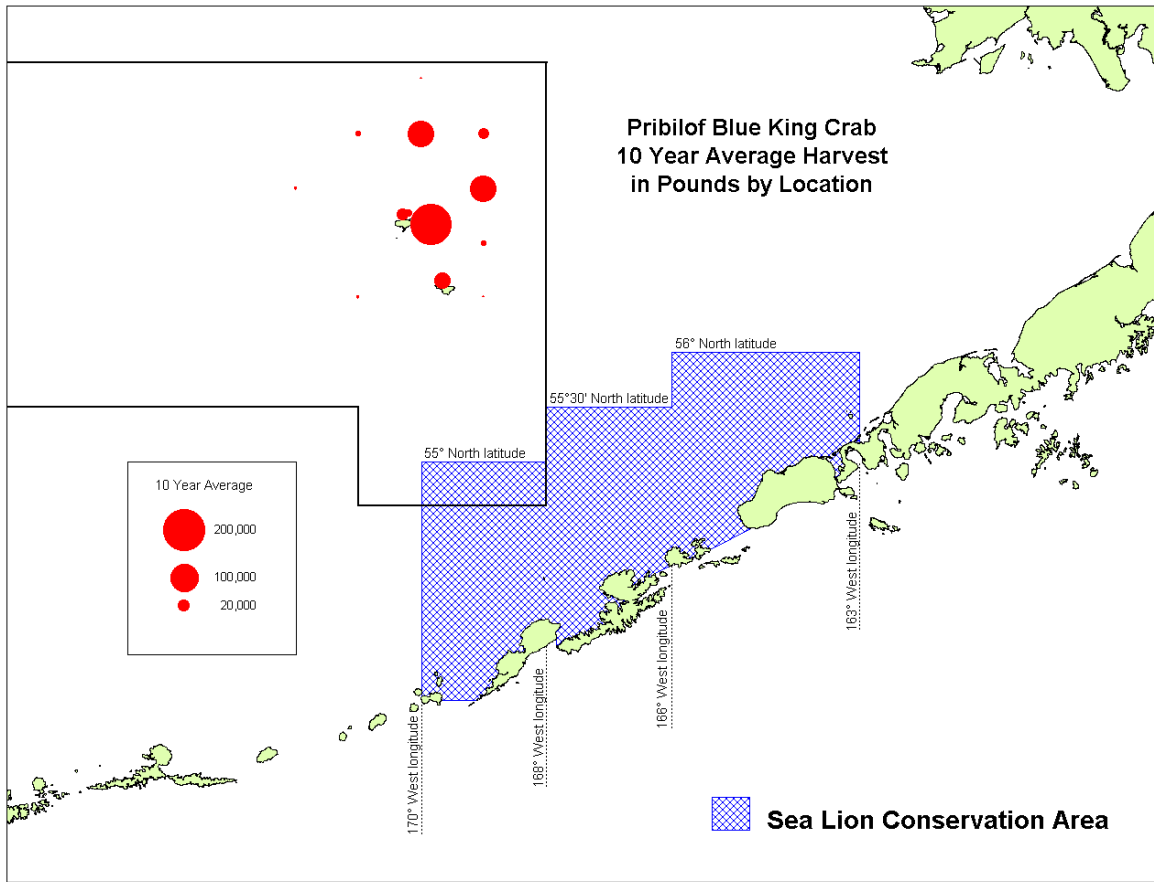 Pribilof Blue King Crab
10 Year Average Harvest
in Pounds by Location
56° North latitude
55°30' North latitude
55° North latitude
10 Year Average
200,000
100,000
20,000
170° West longitude
168° West longitude
166° West longitude
163° West longitude
Sea Lion Conservation Area